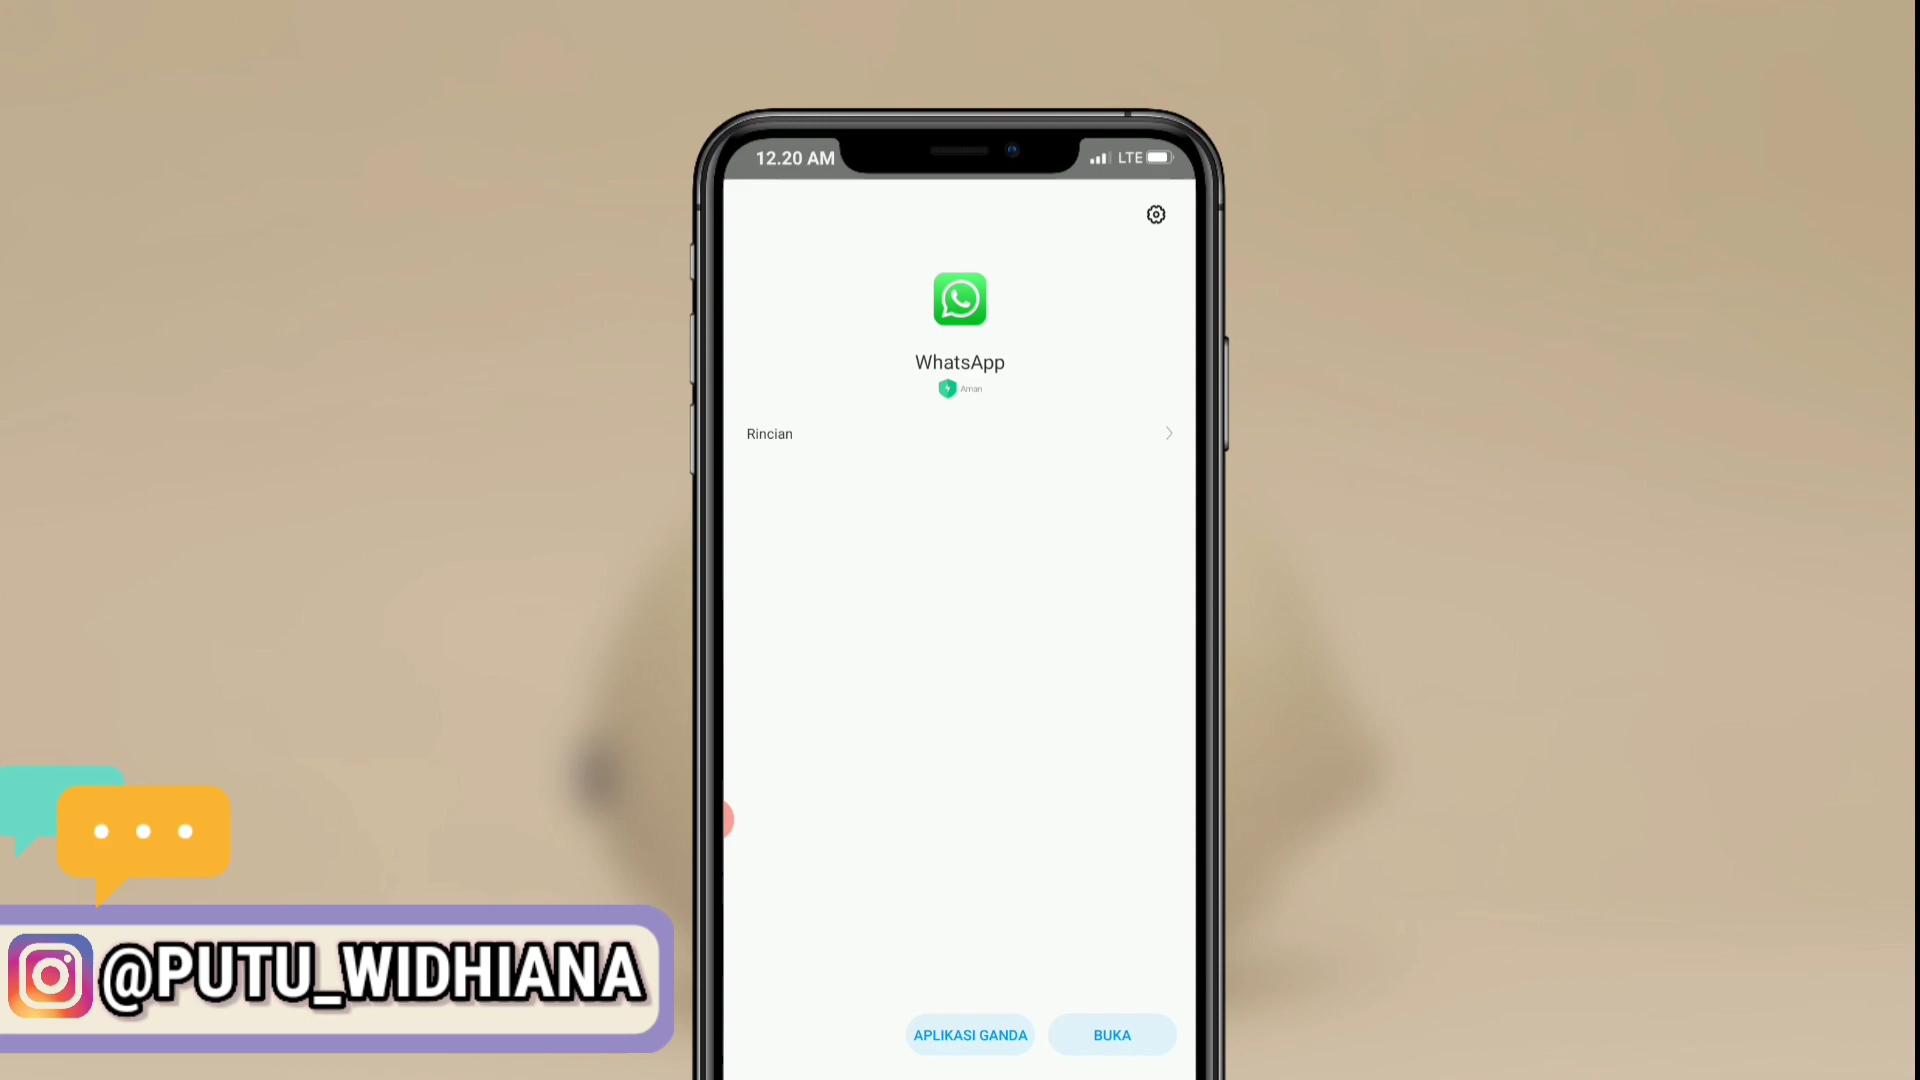 12.20 AM
LTE
WhatsApp
Aman
Rincian
APLIKASI GANDA
BUKA
@PUTU_WIDHIANA